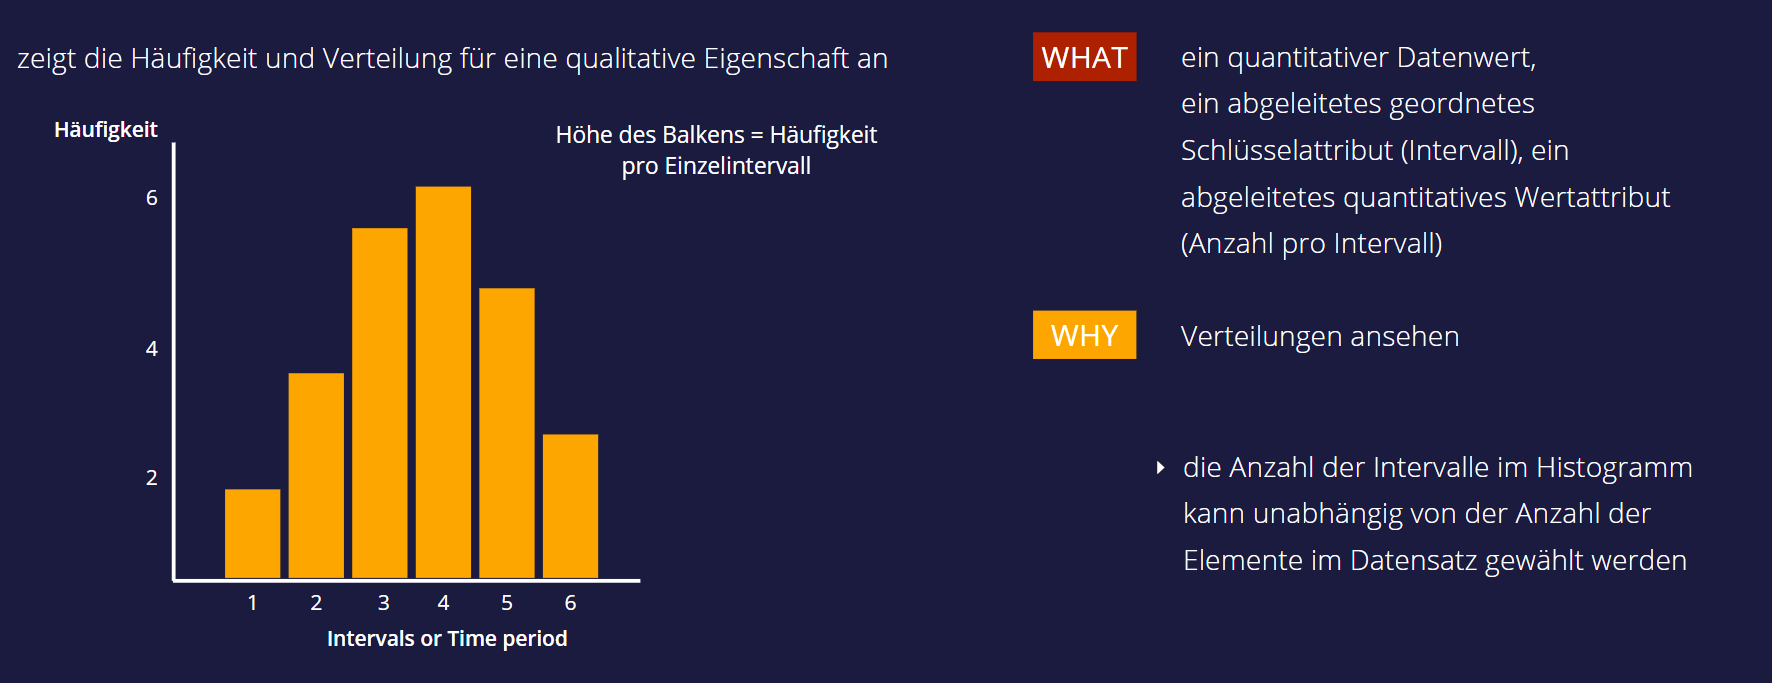 zeigt die Häufigkeit und Verteilung für eine qualitative Eigenschaft an
Häufigkeit
Höhe des Balkens = Häufigkeit
pro Einzelintervall
6
4
2
1 2 3 4 5 6
Intervals or Time period
WHAT
ein quantitativer Datenwert,
ein abgeleitetes geordnetes
Schlüsselattribut (Intervall), ein
abgeleitetes quantitatives Wertattribut
(Anzahl pro Intervall)
WHY
Verteilungen ansehen
die Anzahl der Intervalle im Histogramm
kann unabhängig von der Anzahl der
Elemente im Datensatz gewählt werden